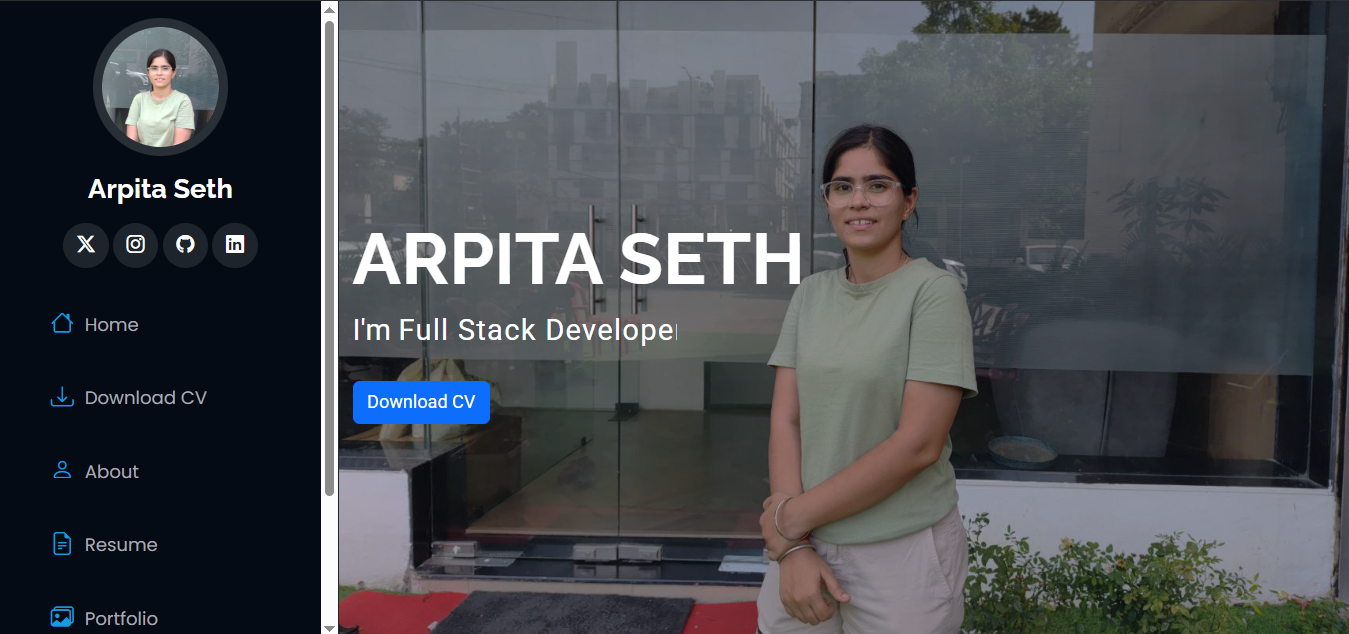 Arpita Seth
Home
Download CV
About
Resume
Portfolio
ARPITA SETH
I'm Full Stack Developer
Download CV